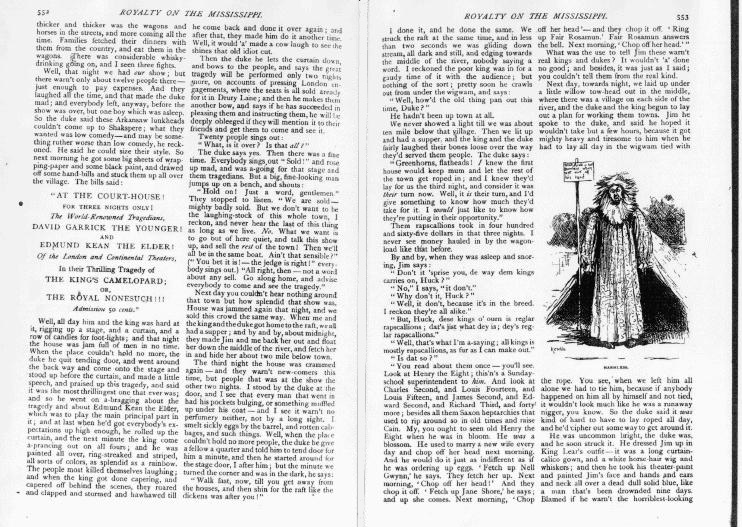 552
ROYALTY ON THE MISSISSIPPI.
thicker and thicker was the wagons and
horses in the streets, and more coming all the
time. Families fetched their dinners with
them from the country, and eat them in the
wagons. There was considerable whisky-
drinking going on, and I seen three fights.
Well, that night we had our show; but
there warn't only about twelve people there—
just enough to pay expenses. And they
laughed all the time, and that made the duke
mad; and everybody left, anyway, before the
show was over, but one boy which was asleep.
So the duke said these Arkansaw lunkheads
couldn't come up to Shakspere; what they
wanted was low comedy—and may be some-
thing ruther worse than low comedy, he reck-
oned. He said he could size their style. So
next morning he got some big sheets of wrap-
ping-paper and some black paint, and drawed
off some hand-bills and stuck them up all over
the village. The bills said:
"AT THE COURT-HOUSE!
FOR THREE NIGHTS ONLY!
The World-Renowned Tragedians,
DAVID GARRICK THE YOUNGER!
AND
EDMUND KEAN THE ELDER!
Of the London and Continental Theaters,
In their Thrilling Tragedy of
THE KING'S CAMELOPARD;
OR,
THE ROYAL NONESUCH!!!
Admission 50 cents."
Well, all day him and the king was hard at
it, rigging up a stage, and a curtain, and a
row of candles for foot-lights; and that night
the house was jam full of men in no time.
When the place couldn't hold no more, the
duke he quit tending door, and went around
the back way and come onto the stage and
stood up before the curtain, and made a little
speech, and praised up this tragedy, and said
it was the most thrillingest one that ever was;
and so he went on a-bragging about the
tragedy and about Edmund Kean the Elder,
which was to play the main principal part in
it; and at last when he'd got everybody's ex-
pectations up high enough, he rolled up the
curtain, and the next minute the king come
a-prancing out on all fours; and he was
painted all over, ring-streaked and striped,
all sorts of colors, as splendid as a rainbow.
The people most killed themselves laughing;
and when the king got done capering, and
capered off behind the scenes, they roared
and clapped and stormed and hawhawed till
he come back and done it over again; and
after that, they made him do it another time.
Well, it would 'a' made a cow laugh to see the
shines that old idiot cut.
Then the duke he lets the curtain down,
and bows to the people, and says the great
tragedy will be performed only two nights
more, on accounts of pressing London en-
gagements, where the seats is all sold already
for it in Drury Lane; and then he makes them
another bow, and says if he has succeeded in
pleasing them and instructing them, he will be
deeply obleeged if they will mention it to their
friends and get them to come and see it.
Twenty people sings out:
"What, is it over? Is that all?"
The duke says yes. Then there was a fine
time. Everybody sings out "Sold!" and rose
up mad, and was a-going for that stage and
them tragedians. But a big, fine-looking man
jumps up on a bench, and shouts:
"Hold on! Just a word, gentlemen."
They stopped to listen. "We are sold—
mighty badly sold. But we don't want to be
the laughing-stock of this whole town, I
reckon, and never hear the last of this thing
as long as we live. No. What we want is
to go out of here quiet, and talk this show
up, and sell the rest of the town! Then we'll
all be in the same boat. Ain't that sensible?"
("You bet it is!—the jedge is right!" every-
body sings out.) "All right, then—not a word
about any sell. Go along home, and advise
everybody to come and see the tragedy."
Next day you couldn't hear nothing around
that town but how splendid that show was.
House was jammed again that night, and we
sold this crowd the same way. When me and
the king and the duke got home to the raft, we all
had a supper; and by and by, about midnight,
they made Jim and me back her out and float
her down the middle of the river, and fetch her
in and hide her about two mile below town.
The third night the house was crammed
again—and they warn't new-comers this
time, but people that was at the show the
other two nights. I stood by the duke at the
door, and I see that every man that went in
had his pockets bulging, or something muffled
up under his coat—and I see it warn't no
perfumery neither, not by a long sight. I
smelt sickly eggs by the barrel, and rotten cab-
bages, and such things. Well, when the place
couldn't hold no more people, the duke he give
a fellow a quarter and told him to tend door for
him a minute, and then he started around for
the stage door, I after him; but the minute we
turned the corner and was in the dark, he says:
"Walk fast, now, till you get away from
the houses, and then shin for the raft like the
dickens was after you!"
ROYALTY ON THE MISSISSIPPI.
553
I done it, and he done the same. We
struck the raft at the same time, and in less
than two seconds we was gliding down
stream, all dark and still, and edging towards
the middle of the river, nobody saying a
word. I reckoned the poor king was in for a
gaudy time of it with the audience; but
nothing of the sort; pretty soon he crawls
out from under the wigwam, and says:
"Well, how'd the old thing pan out this
time, Duke?"
He hadn't been up town at all.
We never showed a light till we was about
ten mile below that village. Then we lit up
and had a supper, and the king and the duke
fairly laughed their bones loose over the way
they'd served them people. The duke says:
"Greenhorns, flatheads! I knew the first
house would keep mum and let the rest of
the town get roped in; and I knew they'd
lay for us the third night, and consider it was
their turn now. Well, it is their turn, and I'd
give something to know how much they'd
take for it. I would just like to know how
they're putting in their opportunity."
Them rapscallions took in four hundred
and sixty-five dollars in that three nights. I
never see money hauled in by the wagon-
load like that before.
By and by, when they was asleep and snor-
ing, Jim says:
"Don't it 'sprise you, de way dem kings
carries on, Huck?"
"No," I says, "it don't."
"Why don't it, Huck?"
"Well, it don't, because it's in the breed.
I reckon they're all alike."
"But, Huck, dese kings o' ourn is reglar
rapscallions; dat's jist what dey is; dey's reg-
lar rapscallions."
"Well, that's what I'm a-saying; all kings is
mostly rapscallions, as fur as I can make out."
"Is dat so?"
"You read about them once—you'll see.
Look at Henry the Eight; this's a Sunday-
school superintendent to him. And look at
Charles Second, and Louis Fourteen, and
Louis Fifteen, and James Second, and Ed-
ward Second, and Richard Third, and forty
more; besides all them Saxon heptarchies that
used to rip around so in old times and raise
Cain. My, you ought to seen old Henry the
Eight when he was in bloom. He was a
blossom. He used to marry a new wife every
day and chop off her head next morning.
And he would do it just as indifferent as if
he was ordering up eggs. 'Fetch up Nell
Gwynn,' he says. They fetch her up. Next
morning, 'Chop off her head!' And they
chop it off. 'Fetch up Jane Shore,' he says;
and up she comes. Next morning, 'Chop
off her head'—and they chop it off. 'Ring
up Fair Rosamun.' Fair Rosamun answers
the bell. Next morning, 'Chop off her head.'"
What was the use to tell Jim these warn't
real kings and dukes? It wouldn't 'a' done
no good; and besides, it was just as I said;
you couldn't tell them from the real kind.
Next day, towards night, we laid up under
a little willow tow-head out in the middle,
where there was a village on each side of the
river, and the duke and the king begun to lay
out a plan for working them towns. Jim he
spoke to the duke, and said he hoped it
wouldn't take but a few hours, because it got
mighty heavy and tiresome to him when he
had to lay all day in the wigwam tied with
HARMLESS.
the rope. You see, when we left him all
alone we had to tie him, because if anybody
happened on him all by himself and not tied,
it wouldn't look much like he was a runaway
nigger, you know. So the duke said it was
kind of hard to have to lay roped all day,
and he'd cipher out some way to get around it.
He was uncommon bright, the duke was,
and he soon struck it. He dressed Jim up in
King Lear's outfit—it was a long curtain-
calico gown, and a white horse-hair wig and
whiskers; and then he took his theater-paint
and painted Jim's face and hands and ears
and neck all over a dead dull solid blue, like
a man that's been drownded nine days.
Blamed if he warn't the horriblest-looking